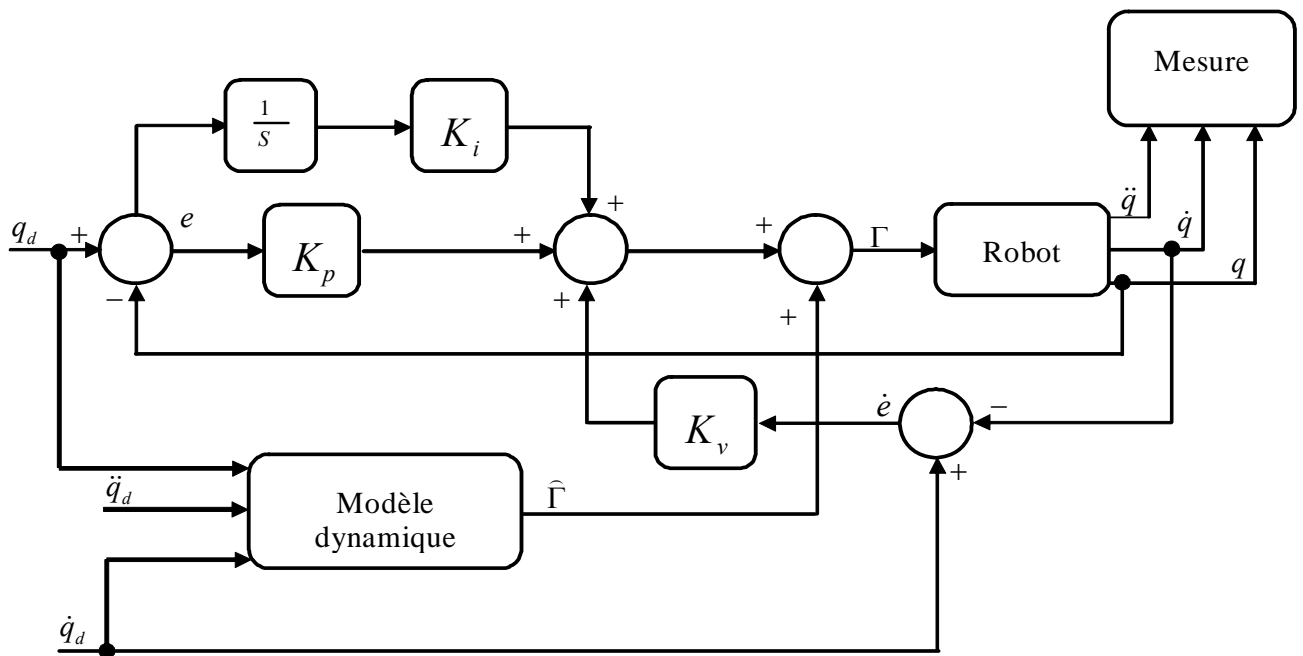 Mesure
1
S
K_i
q̈
q̇
q
q_d
+
e
K_p
+
+
+
Γ
Robot
−
+
+
K_v
ė
−
+
q̈_d
Modèle
dynamique
Γ̂
q̇_d